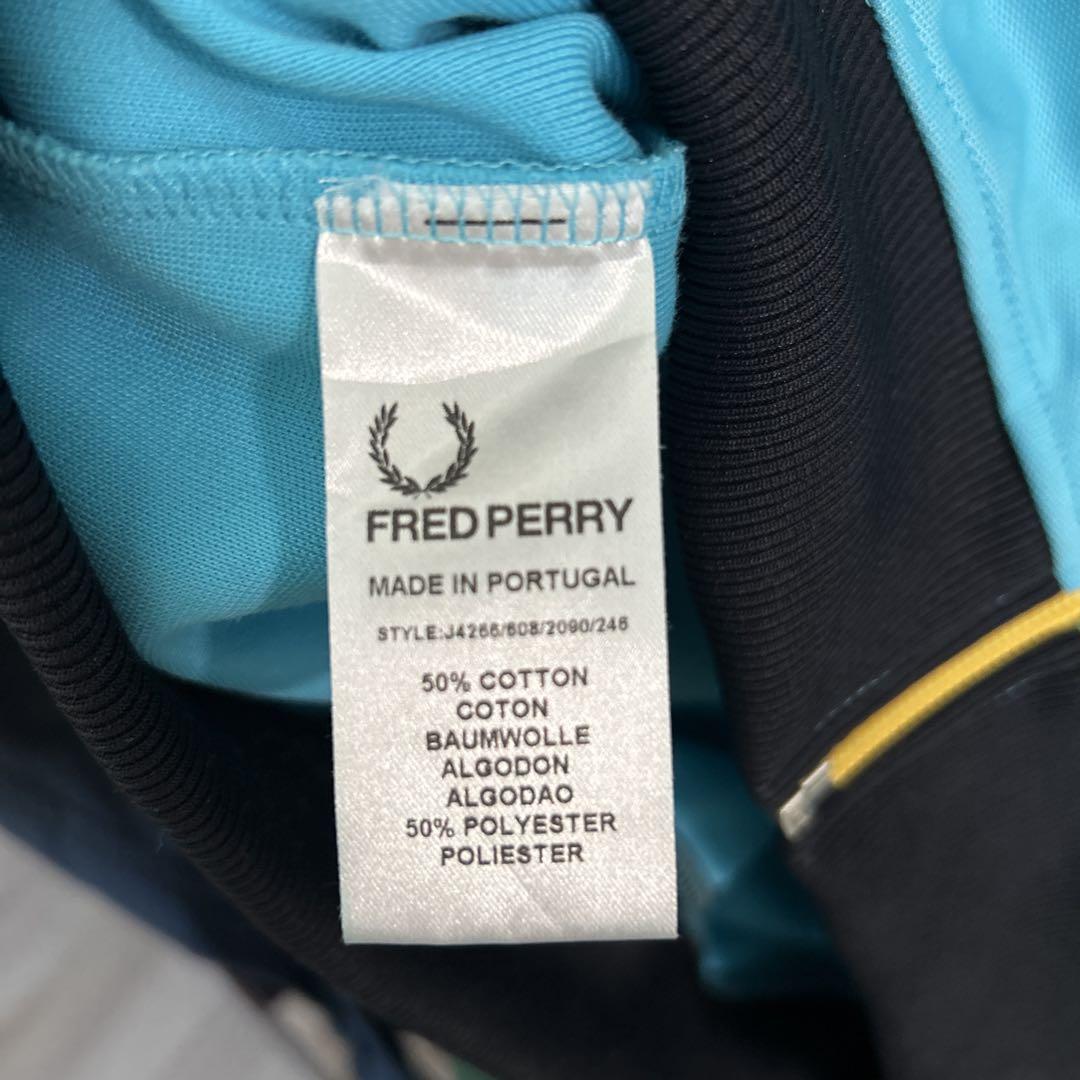 FRED PERRY
MADE IN PORTUGAL
STYLE:J4266/608/2090/246
50% COTTON
COTON
BAUMWOLLE
ALGODON
ALGODAO
50% POLYESTER
POLIESTER